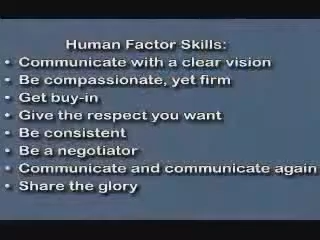 Human Factor Skills:
• Communicate with a clear vision
• Be compassionate, yet firm
• Get buy-in
• Give the respect you want
• Be consistent
• Be a negotiator
• Communicate and communicate again
• Share the glory